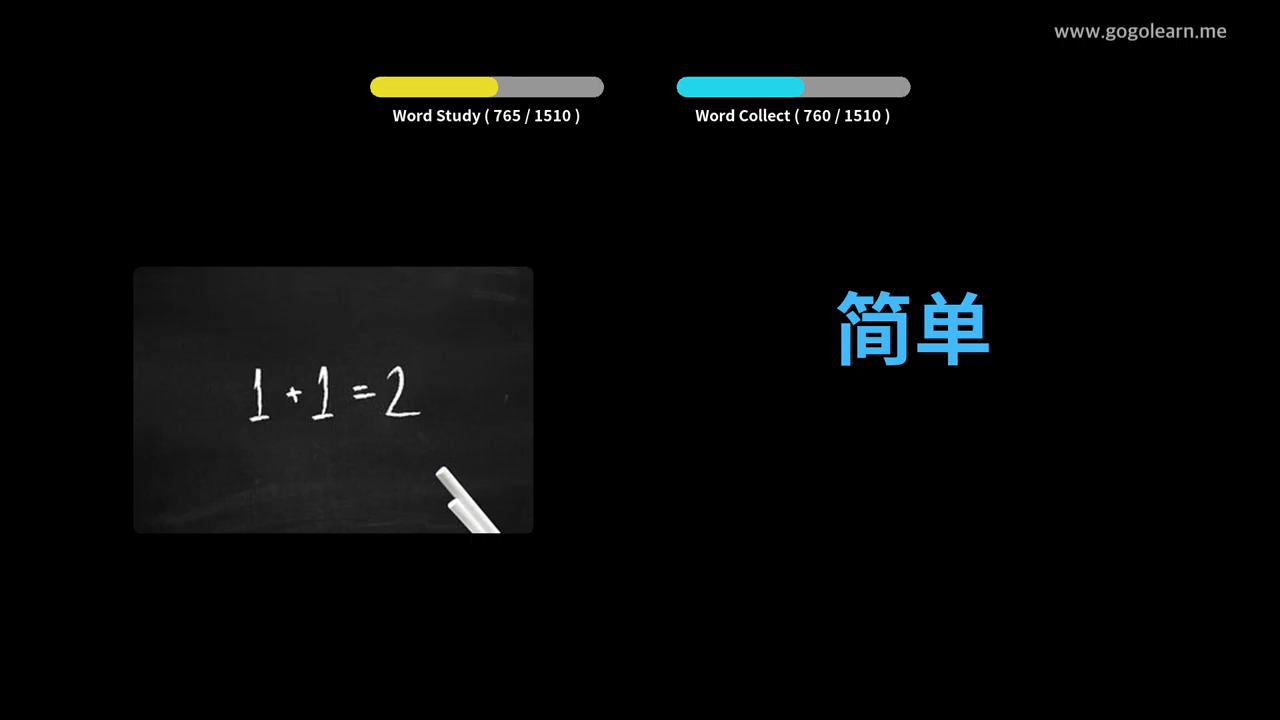 www.gogolearn.me
Word Study ( 765 / 1510 )
Word Collect ( 760 / 1510 )
简单
1 + 1 = 2